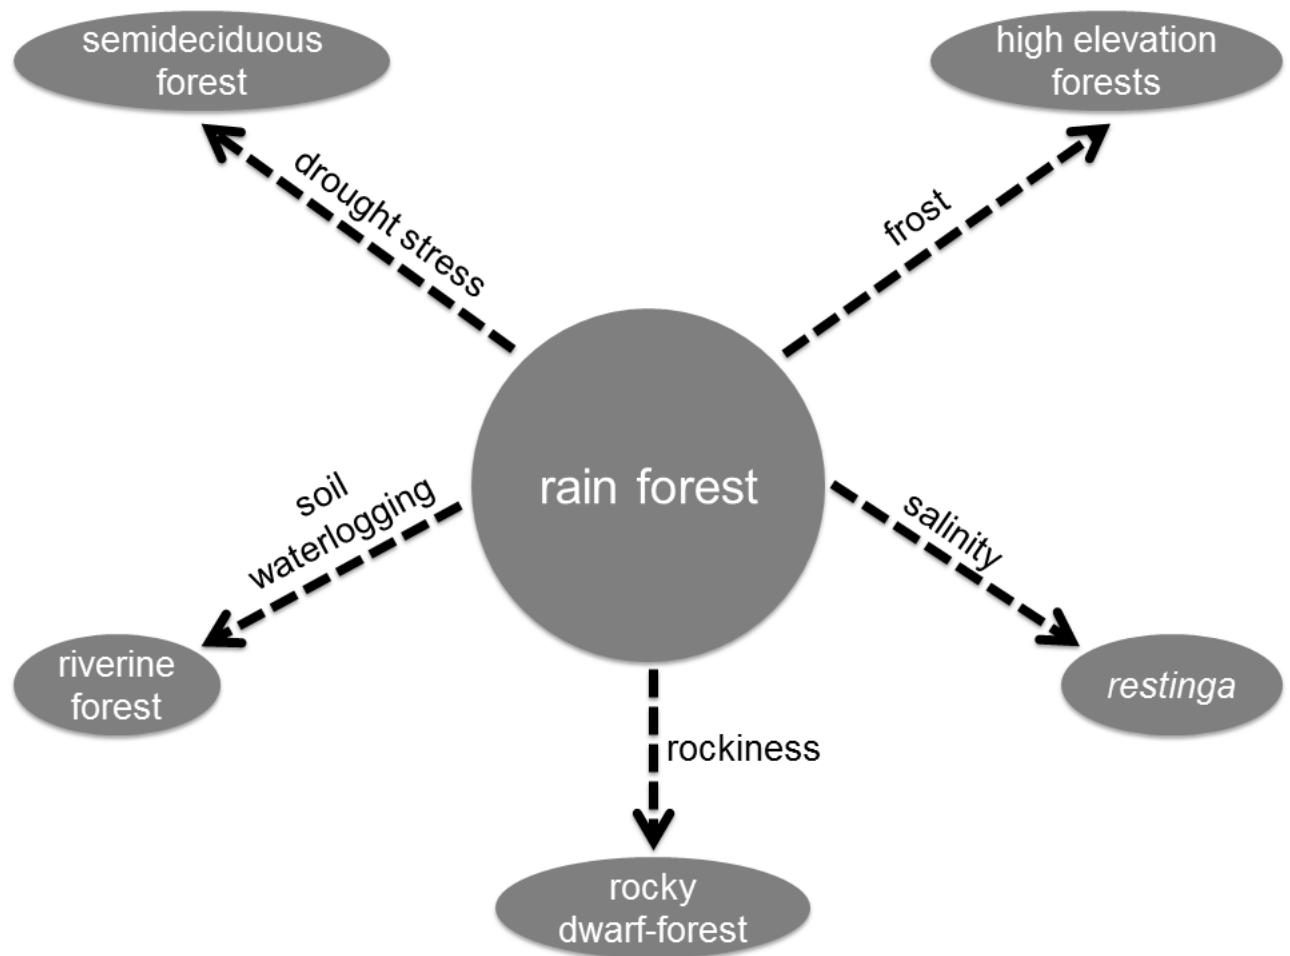 semideciduous
forest
high elevation
forests
drought stress
frost
rain forest
soil
waterlogging
salinity
riverine
forest
restinga
rockiness
rocky
dwarf-forest